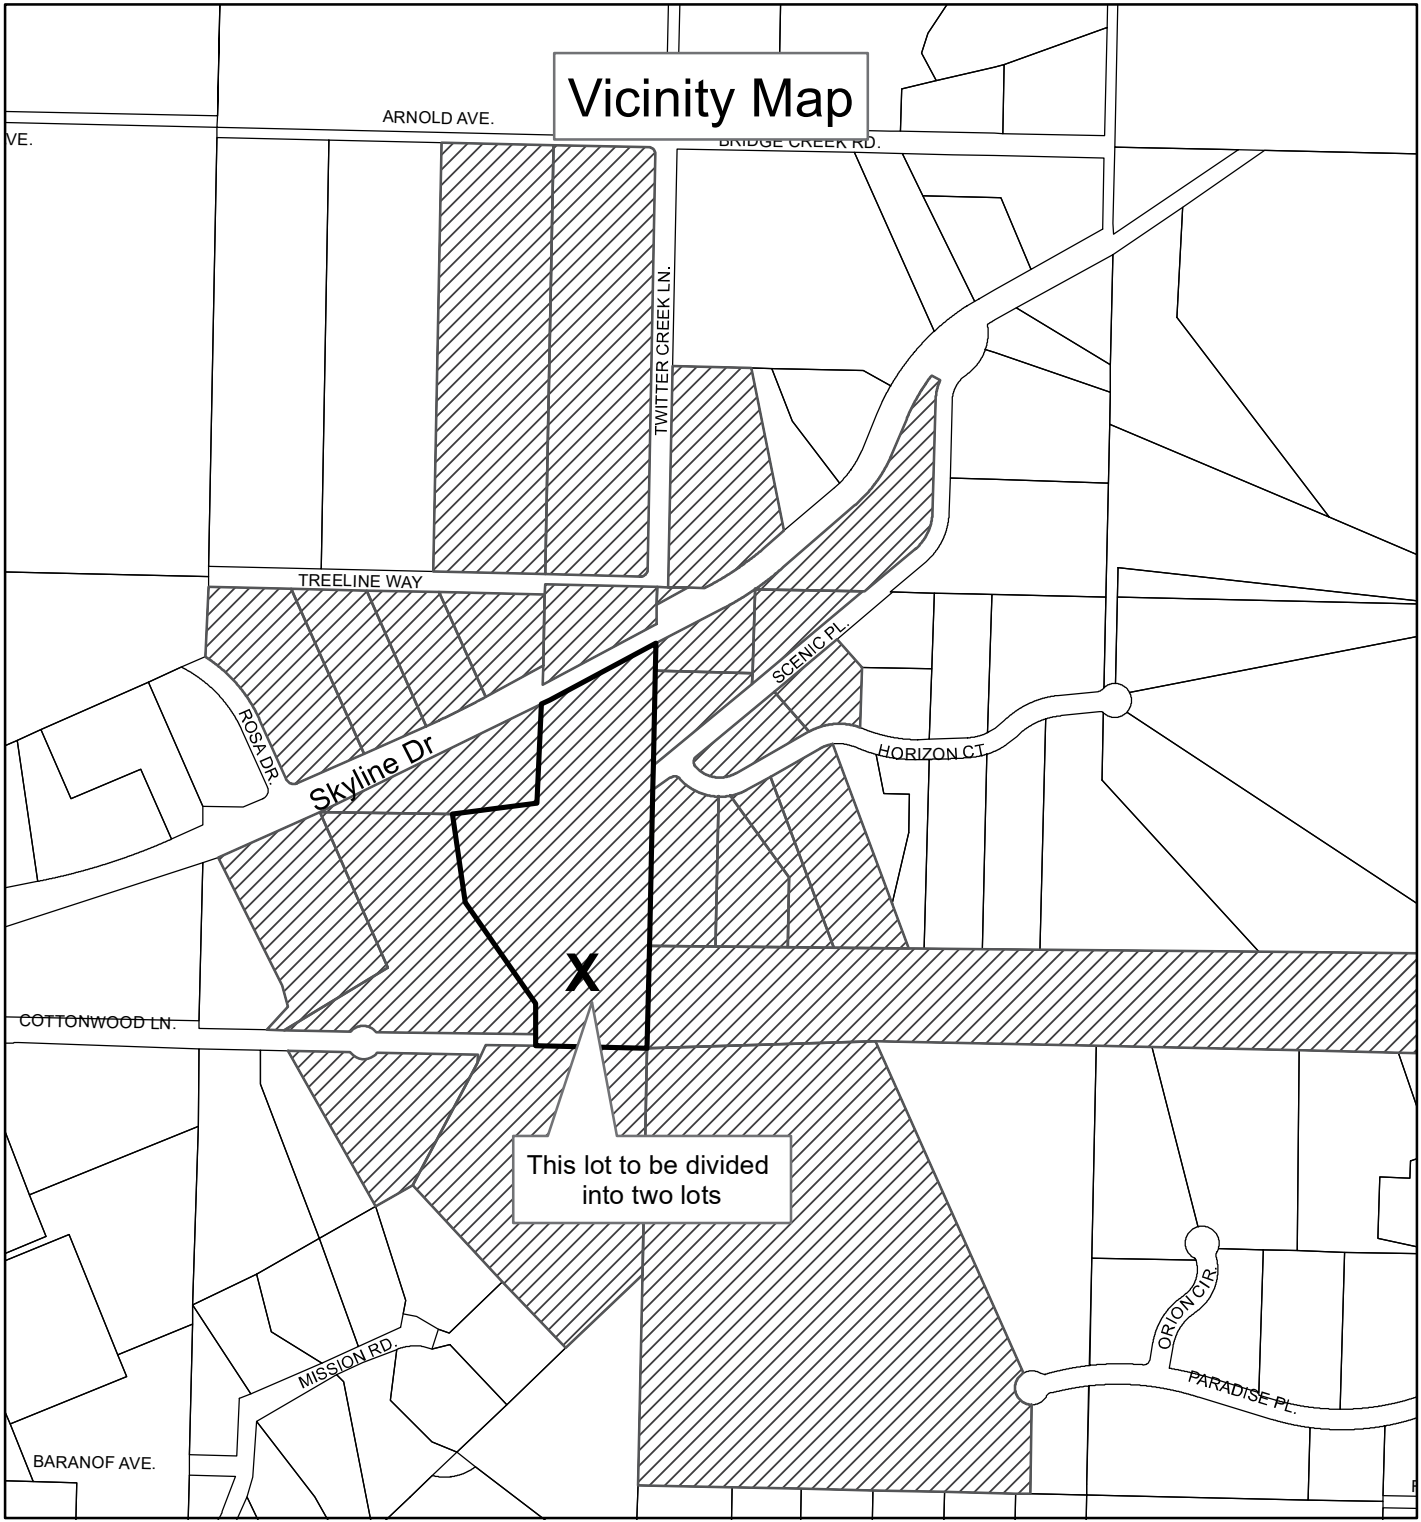 Vicinity Map
ARNOLD AVE.
VE.
BRIDGE CREEK RD.
TWITTER CREEK LN.
TREELINE WAY
SCENIC PL.
ROSA DR.
Skyline Dr
HORIZON CT.
X
COTTONWOOD LN.
This lot to be divided
into two lots
ORION CIR.
MISSION RD.
PARADISE PL.
BARANOF AVE.